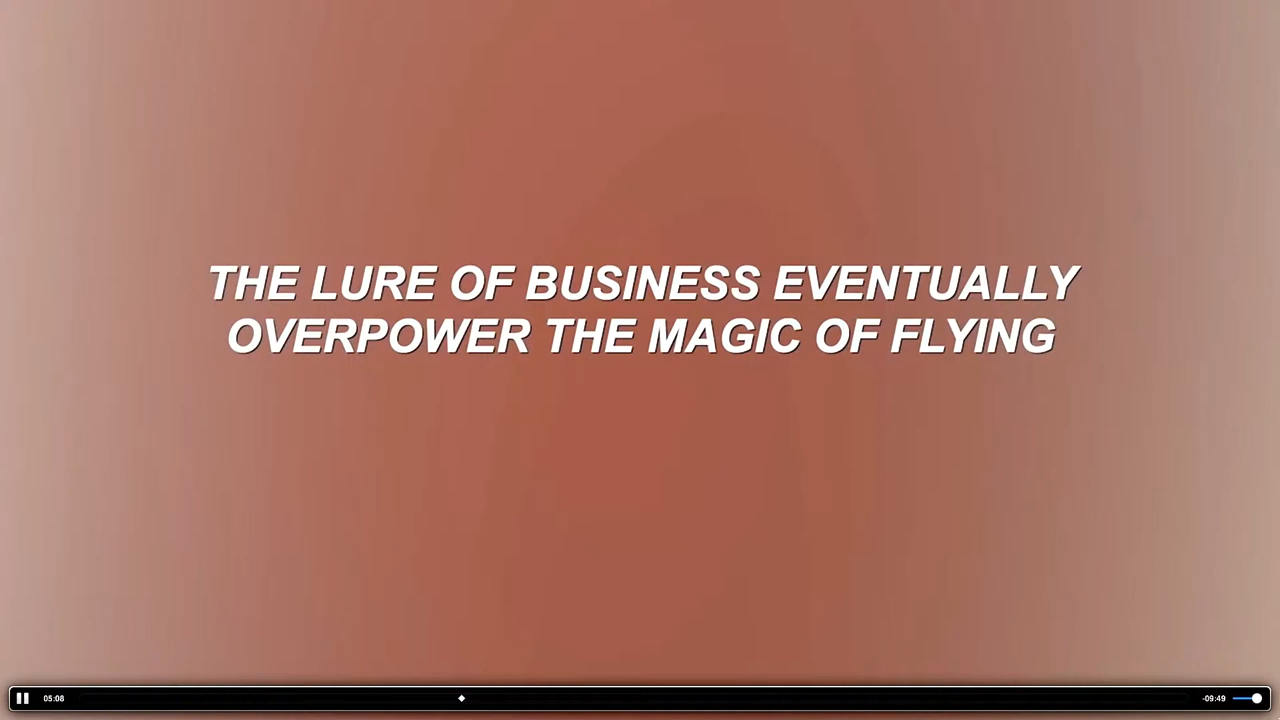 THE LURE OF BUSINESS EVENTUALLY
OVERPOWER THE MAGIC OF FLYING
05:08
-09:49